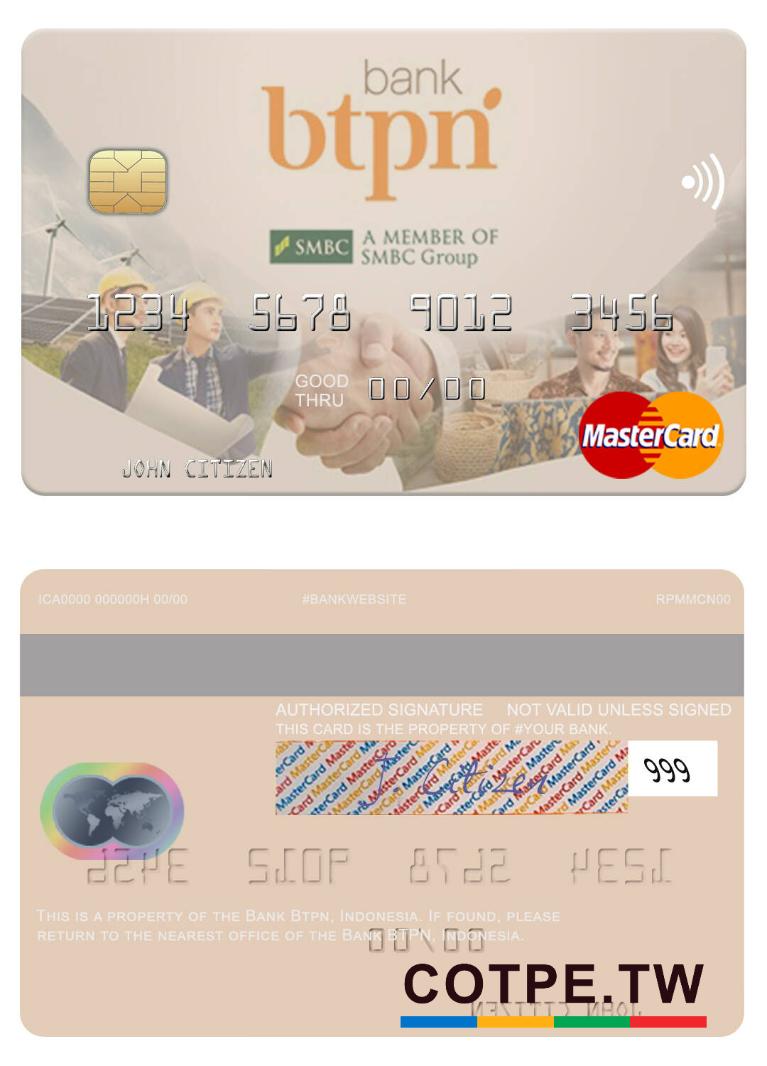 bank
btpn
SMBC
A MEMBER OF
SMBC Group
1234 5678 9012 3456
GOOD
THRU
00/00
MasterCard
JOHN CITIZEN
ICA0000 000000H 00/00 #BANKWEBSITE RPMMCN00
AUTHORIZED SIGNATURE NOT VALID UNLESS SIGNED
THIS CARD IS THE PROPERTY OF #YOUR BANK.
J. Citizen
999
THIS IS A PROPERTY OF THE BANK BTPN, INDONESIA. IF FOUND, PLEASE
RETURN TO THE NEAREST OFFICE OF THE BANK BTPN, INDONESIA.
COTPE.TW